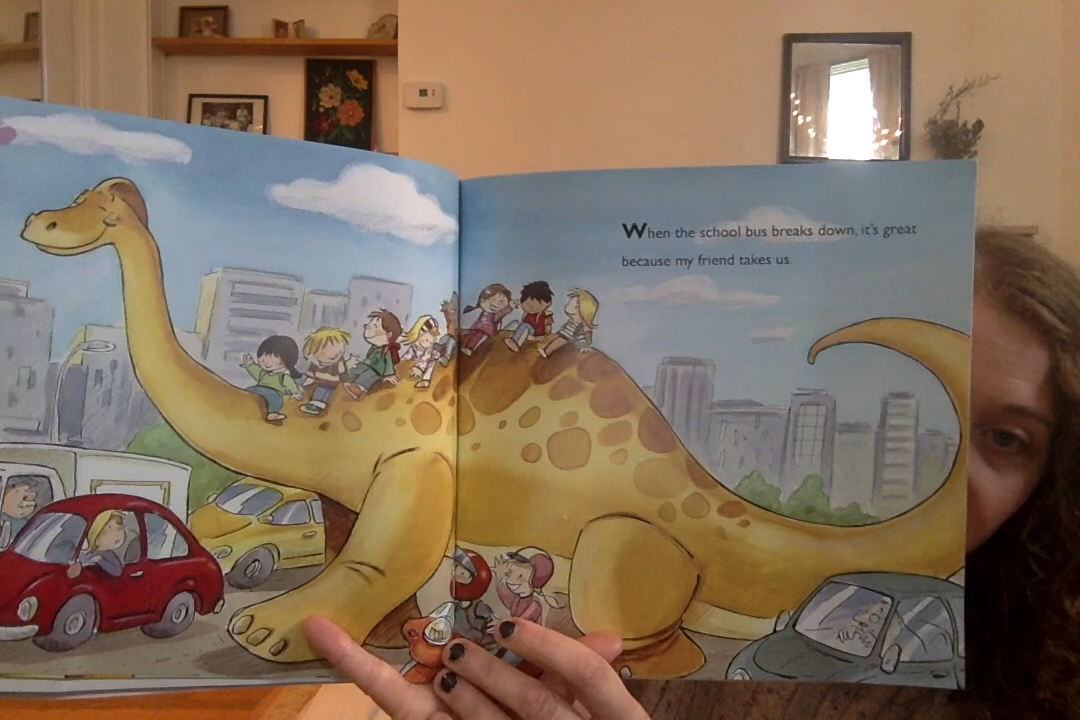 When the school bus breaks down, it's great
because my friend takes us.